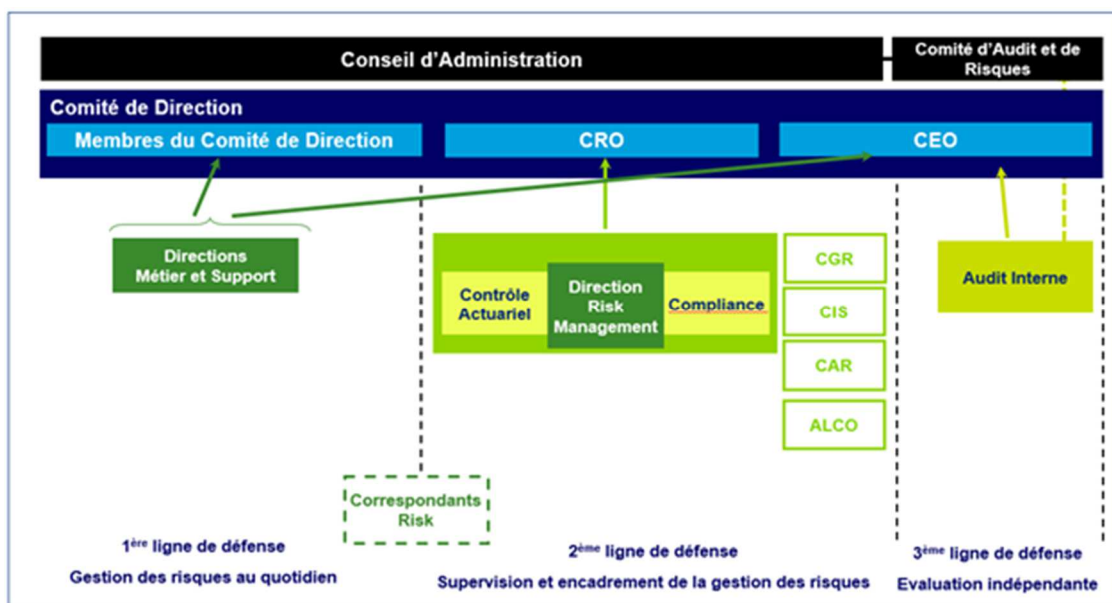 Conseil d'Administration
Comité d'Audit et de
Risques
Comité de Direction
Membres du Comité de Direction
CRO
CEO
Directions
Métier et Support
Contrôle
Actuariel
Direction
Risk
Management
Compliance
CGR
CIS
CAR
ALCO
Audit Interne
Correspondants
Risk
1ère ligne de défense
Gestion des risques au quotidien
2ème ligne de défense
Supervision et encadrement de la gestion des risques
3ème ligne de défense
Evaluation indépendante